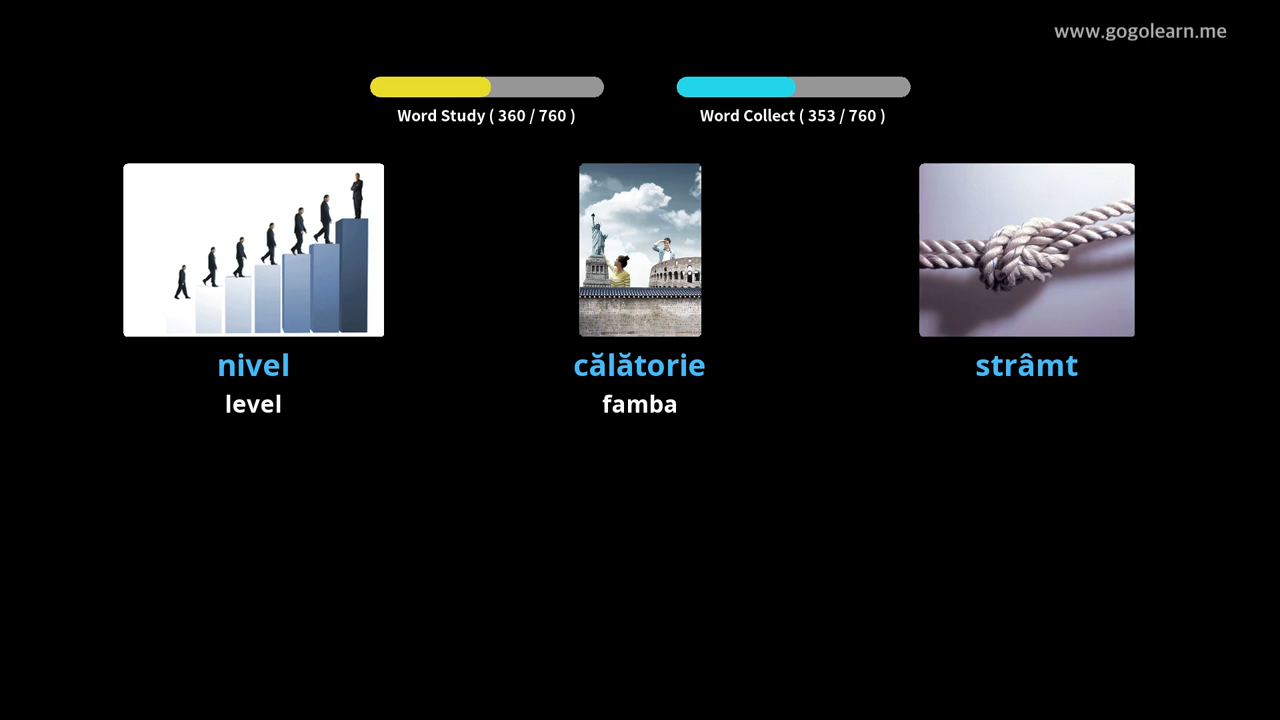 www.gogolearn.me
Word Study ( 360 / 760 )
Word Collect ( 353 / 760 )
nivel
level
călătorie
famba
strâmt